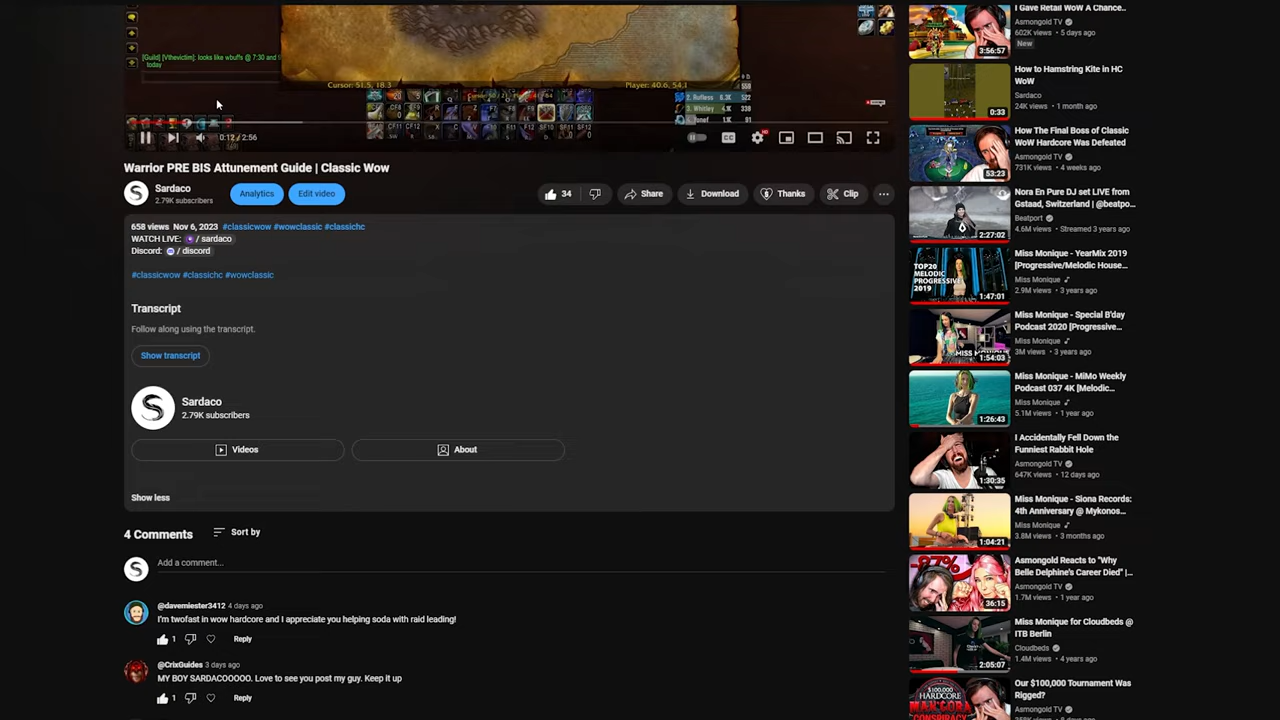 [Guild] [Vthevictim]: looks like wbuffs @ 7:30 and
today
Cursor: 51.5, 18.3
Player: 40.6, 54.1
0:12 / 2:56
Warrior PRE BIS Attunement Guide | Classic Wow
Sardaco
2.79K subscribers
Analytics
Edit video
34
Share
Download
Thanks
Clip
658 views Nov 6, 2023 #classicwow #wowclassic #classichc
WATCH LIVE: / sardaco
Discord: / discord
#classicwow #classichc #wowclassic
Transcript
Follow along using the transcript.
Show transcript
Sardaco
2.79K subscribers
Videos
About
Show less
4 Comments
Sort by
Add a comment...
@davemiester3412 4 days ago
I'm twofast in wow hardcore and I appreciate you helping soda with raid leading!
1
Reply
@CrixGuides 3 days ago
MY BOY SARDACOOOOO. Love to see you post my guy. Keep it up
1
Reply
I Gave Retail WoW A Chance...
Asmongold TV
602K views • 5 days ago
New
3:56:57
How to Hamstring Kite in HC
WoW
Sardaco
24K views • 1 month ago
0:33
How The Final Boss of Classic
WoW Hardcore Was Defeated
Asmongold TV
731K views • 4 weeks ago
53:23
Nora En Pure DJ set LIVE from
Gstaad, Switzerland | @beatpo...
Beatport
4.6M views • Streamed 3 years ago
2:27:02
Miss Monique - YearMix 2019
[Progressive/Melodic House...
Miss Monique
2.9M views • 3 years ago
TOP20
MELODIC
PROGRESSIVE
2019
1:47:01
Miss Monique - Special B'day
Podcast 2020 [Progressive...
Miss Monique
3M views • 3 years ago
1:54:03
Miss Monique - MiMo Weekly
Podcast 037 4K [Melodic...
Miss Monique
5.1M views • 1 year ago
1:26:43
I Accidentally Fell Down the
Funniest Rabbit Hole
Asmongold TV
647K views • 12 days ago
1:30:35
Miss Monique - Siona Records:
4th Anniversary @ Mykonos...
Miss Monique
3.8M views • 3 months ago
1:04:21
Asmongold Reacts to "Why
Belle Delphine's Career Died" |...
Asmongold TV
1.7M views • 1 year ago
-97%
36:15
Miss Monique for Cloudbeds @
ITB Berlin
Cloudbeds
1.4M views • 4 years ago
2:05:07
Our $100,000 Tournament Was
Rigged?
Asmongold TV
$100,000
HARDCORE
MAK'GORA
CONSPIRACY